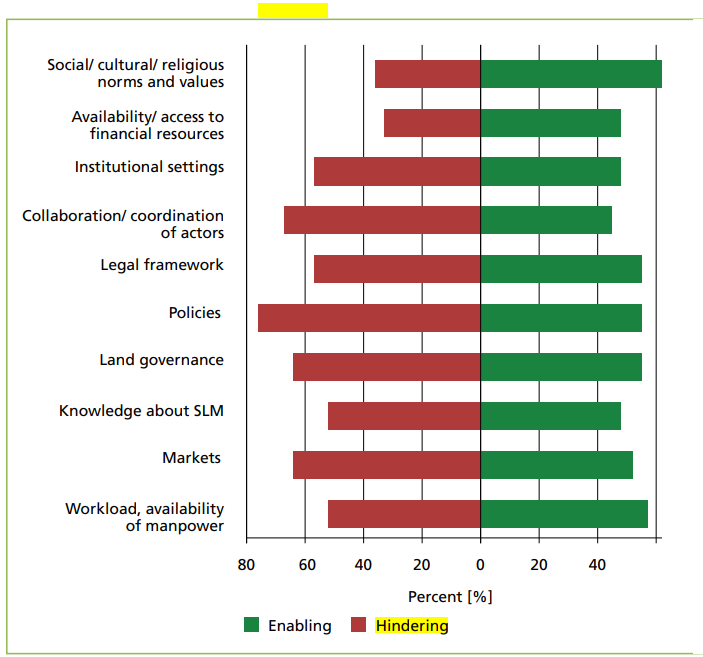 Social/ cultural/ religious
norms and values
Availability/ access to
financial resources
Institutional settings
Collaboration/ coordination
of actors
Legal framework
Policies
Land governance
Knowledge about SLM
Markets
Workload, availability
of manpower
80 60 40 20 0 20 40
Percent [%]
Enabling Hindering